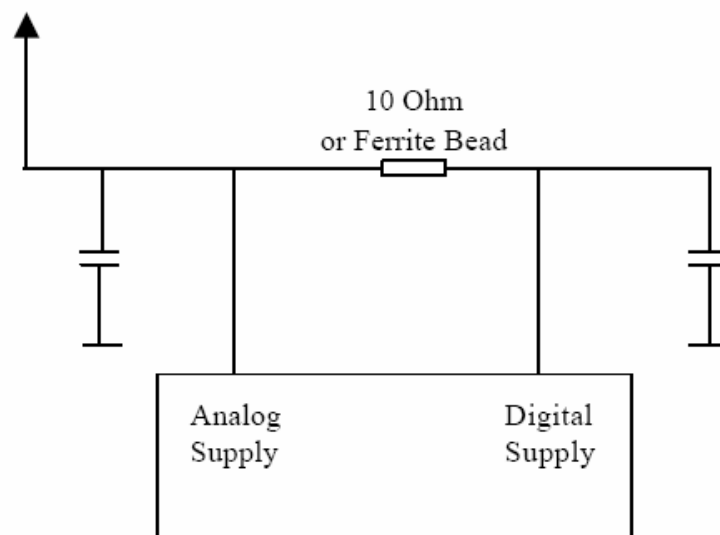 10 Ohm
or Ferrite Bead
Analog
Supply
Digital
Supply